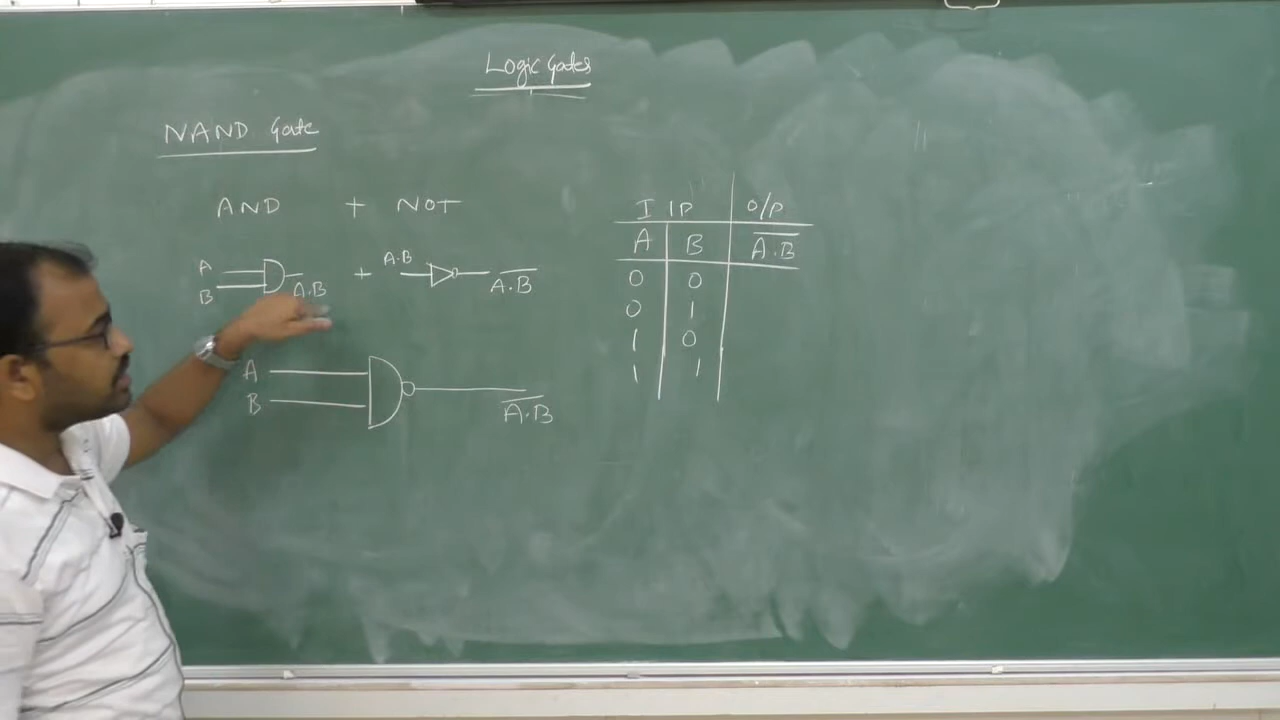 Logic Gates
NAND Gate
AND + NOT
A
B
A.B
+
A.B
A̅.̅B̅
A
B
A̅.̅B̅
I | P O/P
A B A̅.̅B̅
0 0
0 1
1 0
1 1